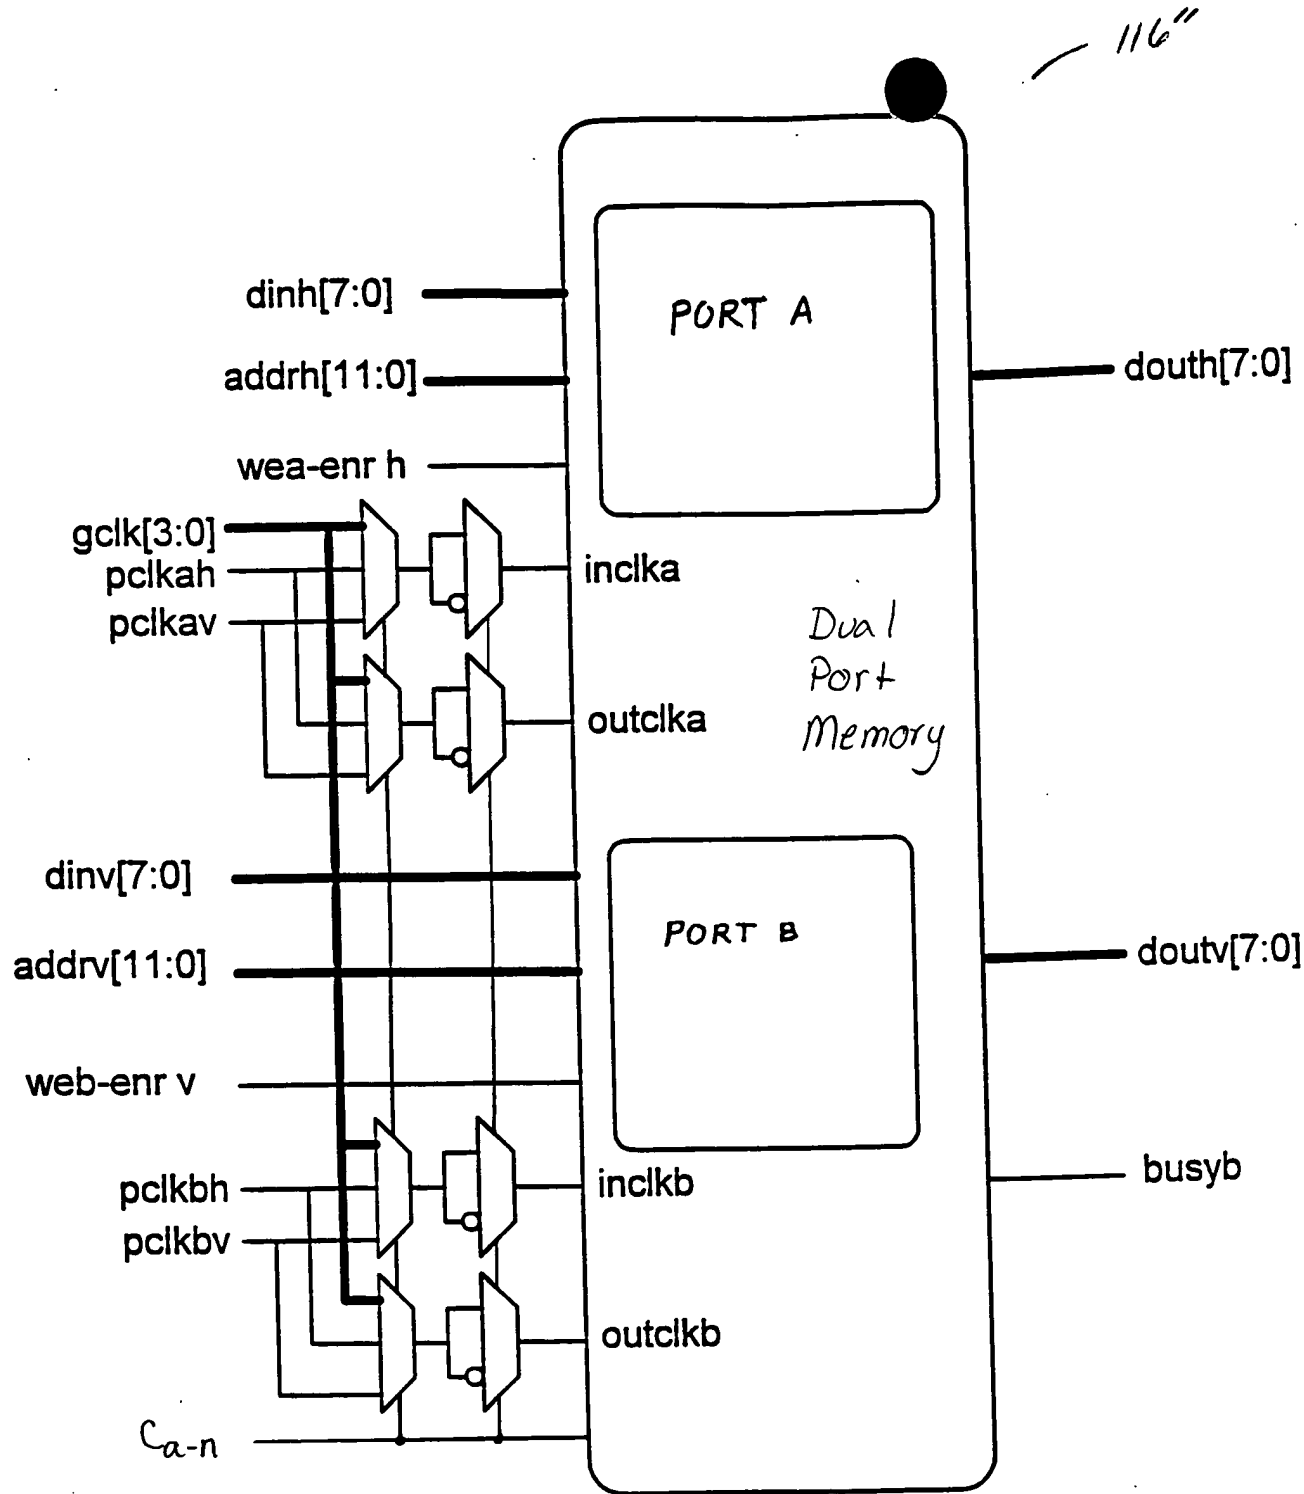 116"
dinh[7:0]
PORT A
addrh[11:0]
douth[7:0]
wea-enr h
gclk[3:0]
pclkah
inclka
pclkav
Dual
Port
Memory
outclka
dinv[7:0]
PORT B
addrv[11:0]
doutv[7:0]
web-enr v
pclkbh
inclkb
busyb
pclkbv
outclkb
Ca-n